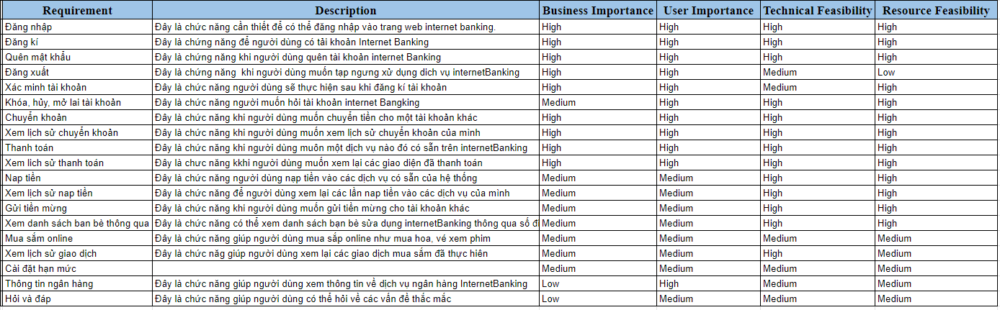 Requirement Description Business Importance User Importance Technical Feasibility Resource Feasibility
Đăng nhập Đây là chức năng cần thiết để có thể đăng nhập vào trang web internet banking. High High High High
Đăng kí Đây là chứng năng để người dùng có tải khoản Internet Banking High High High High
Quên mật khẩu Đây là chứng năng khi người dùng quên tải khoản internet Banking High High High High
Đăng xuất Đây là chứng năng khi người dùng muốn tạp ngưng xử dụng dich vụ internetBanking High High Medium Low
Xác minh tài khoản Đây là chức năng người dùng sẽ thực hiện sau khi đăng kí tài khoản High High Medium High
Khóa, hủy, mở lai tài khoản Đây là chức năng người muốn hỏi tài khoản internet Bangking Medium High High High
Chuyển khoản Đây là chức năng khi người dùng muốn chuyển tiền cho một tài khoản khác High High High High
Xem lịch sử chuyển khoản Đây là chức năng khi người dùng muốn xem lịch sử chuyển khoản của mình High High High High
Thanh toán Đây là chức năng khi người dùng muôn một dịch vụ nào đó có sẵn trên internetBanking High High High High
Xem lich sử thanh toán Đây là chưc năng kkhi người dùng muốn xem lại các giao diện đã thanh toán High High High High
Nap tiền Đây là chức năng người dùng nạp tiền vào các dịch vụ có sẵn của hệ thống Medium Medium High High
Xem lịch sử nap tiền Đây là chức năng để người dùng xem lại các lần nap tiền vào các dịch vụ của mình Medium Medium High High
Gửi tiền mừng Đây là chức năng khi người dùng muốn gửi tiền mừng cho tài khoản khác Medium Medium High High
Xem danh sách ban bè thông qua Đây là chức năng có thể xem danh sách bạn bè sửa dụng internetBanking thông qua số đi Medium Medium High High
Mua sắm online Đây là chức năng giúp người dùng mua sắp online như mua hoa, vé xem phim Medium Medium Medium Medium
Xem lịch sử giao dịch Đây là chức năg giúp người dùng xem lại các giao dịch mua sắm đã thực hiên Medium Medium High Medium
Cài đặt hạn mức Medium Medium Medium Medium
Thông tin ngân hàng Đây là chức năng giúp người dùng xem thông tin về dịch vụ ngân hàng InternetBanking Low High Medium Medium
Hỏi và đáp Đây là chức năng giúp người dùng có thể hỏi về các vấn đề thắc mắc Low Medium Medium Medium